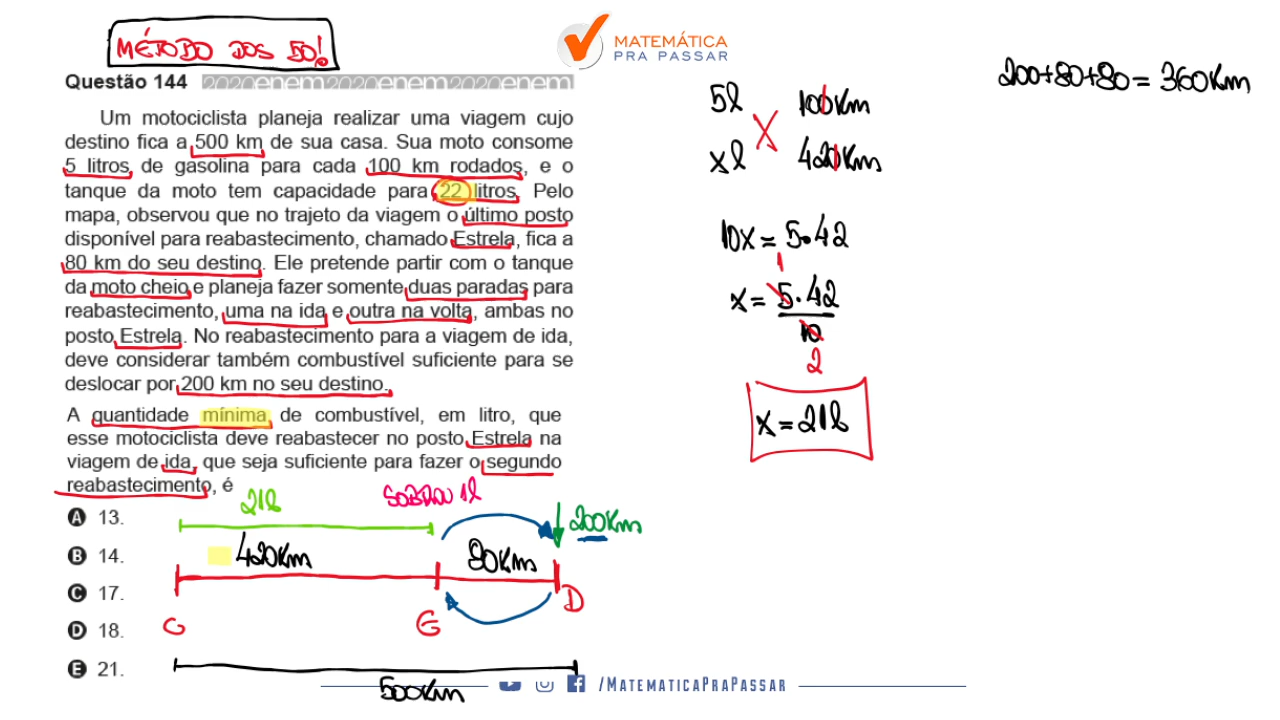 MÉTODO DOS 50!
MATEMÁTICA
PRA PASSAR
Questão 144 2020enem2020enem2020enem
Um motociclista planeja realizar uma viagem cujo
destino fica a 500 km de sua casa. Sua moto consome
5 litros de gasolina para cada 100 km rodados, e o
tanque da moto tem capacidade para 22 litros. Pelo
mapa, observou que no trajeto da viagem o último posto
disponível para reabastecimento, chamado Estrela, fica a
80 km do seu destino. Ele pretende partir com o tanque
da moto cheio e planeja fazer somente duas paradas para
reabastecimento, uma na ida e outra na volta, ambas no
posto Estrela. No reabastecimento para a viagem de ida,
deve considerar também combustível suficiente para se
deslocar por 200 km no seu destino.
A quantidade mínima de combustível, em litro, que
esse motociclista deve reabastecer no posto Estrela na
viagem de ida, que seja suficiente para fazer o segundo
reabastecimento, é
A 13.
B 14.
C 17.
D 18.
E 21.
21l
SOBROU 1l
200Km
420Km
80Km
C
E
D
500Km
5l 100Km
xl 420Km
10x = 5.42
1
x = 5.42
10
2
x = 21l
200+80+80 = 360Km
/MATEMATICAPRAPASSAR